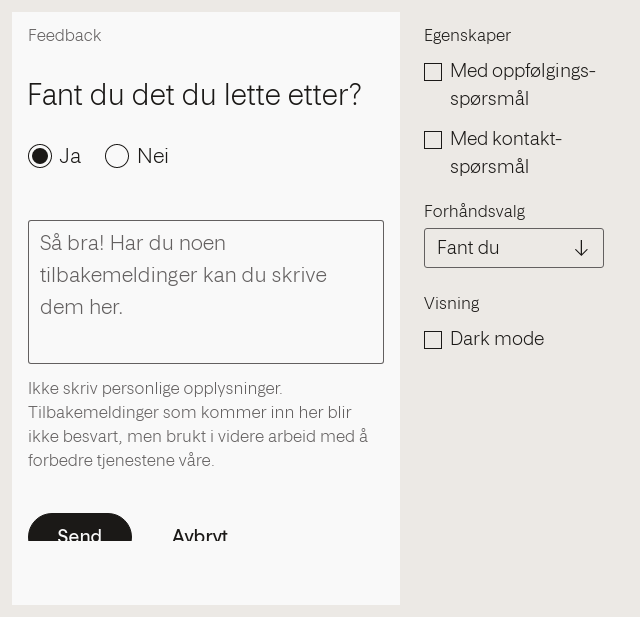 Feedback
Fant du det du lette etter?
Ja
Nei
Så bra! Har du noen
tilbakemeldinger kan du skrive
dem her.
Ikke skriv personlige opplysninger.
Tilbakemeldinger som kommer inn her blir
ikke besvart, men brukt i videre arbeid med å
forbedre tjenestene våre.
Send
Avbryt
Egenskaper
Med oppfølgings-
spørsmål
Med kontakt-
spørsmål
Forhåndsvalg
Fant du
Visning
Dark mode